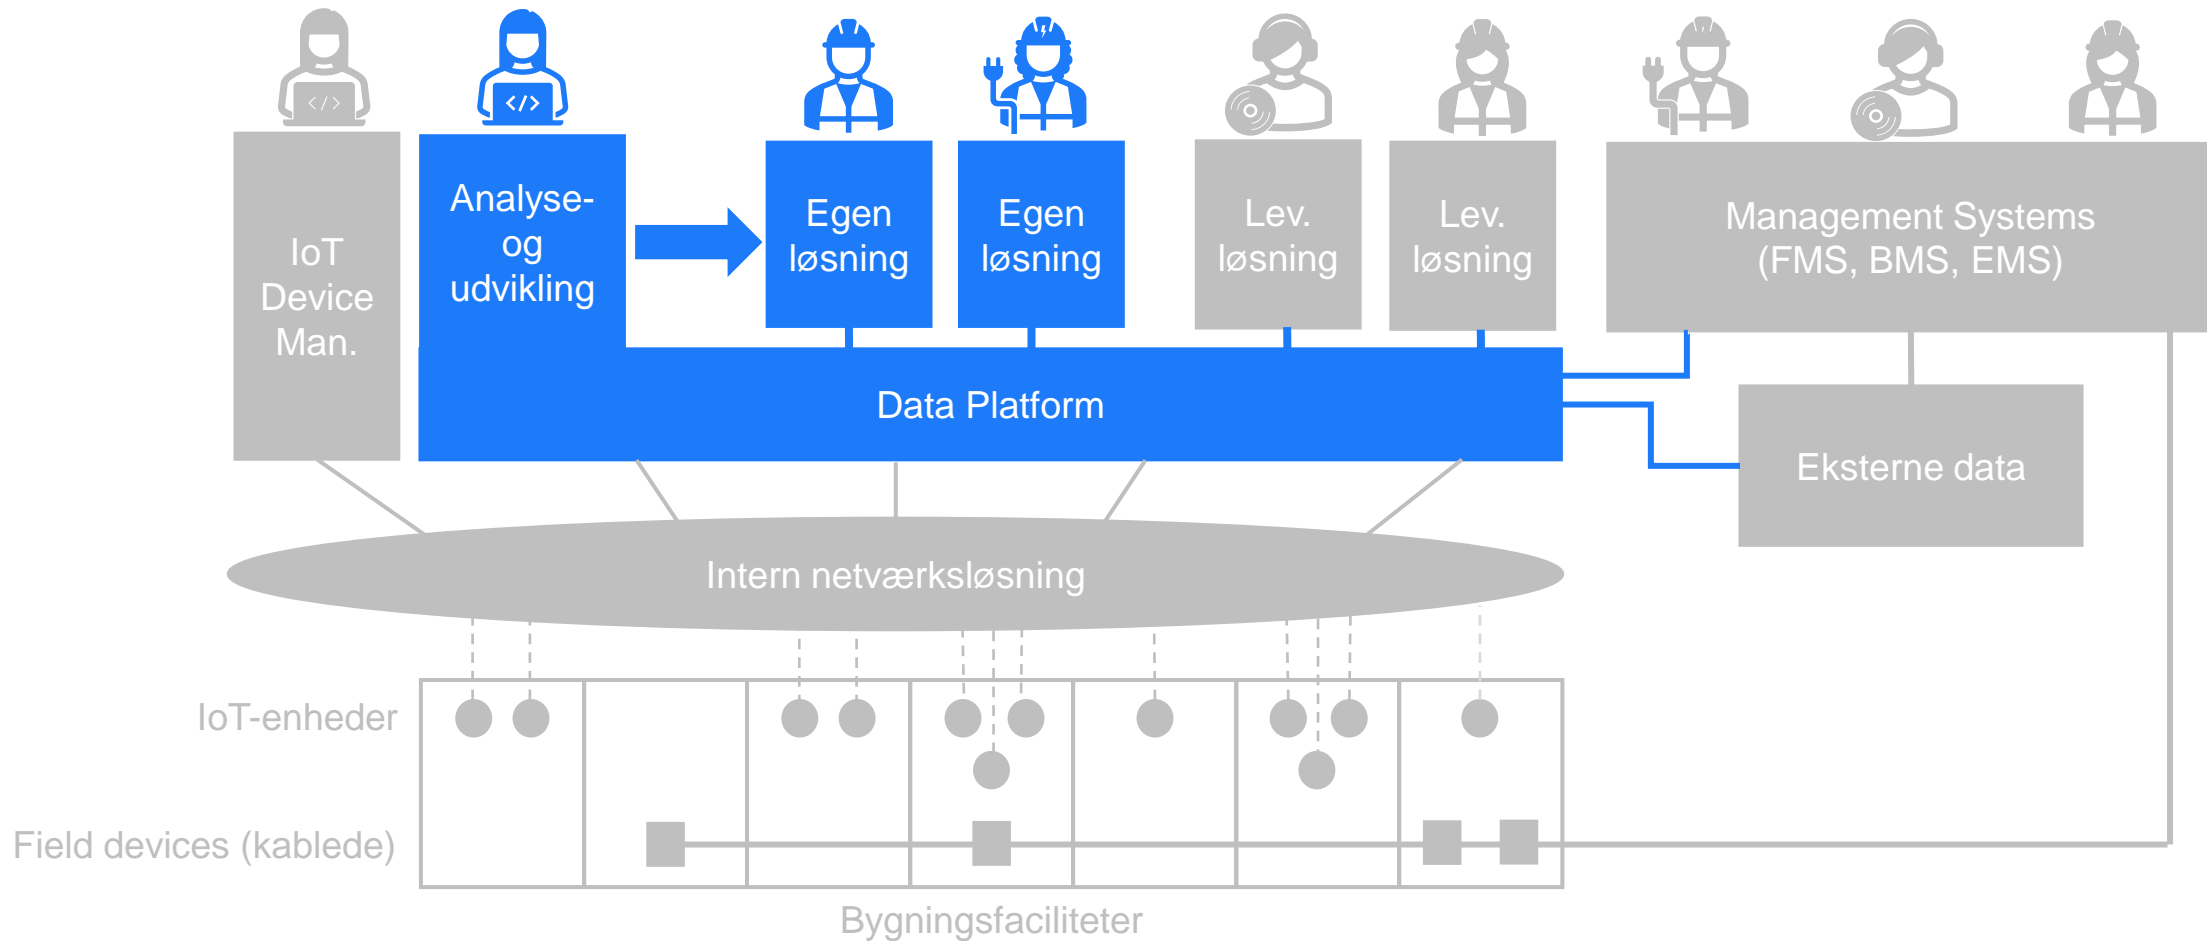 IoT
Device
Man.
Analyse-
og
udvikling
Egen
løsning
Egen
løsning
Lev.
løsning
Lev.
løsning
Management Systems
(FMS, BMS, EMS)
Data Platform
Eksterne data
Intern netværksløsning
IoT-enheder
Field devices (kablede)
Bygningsfaciliteter